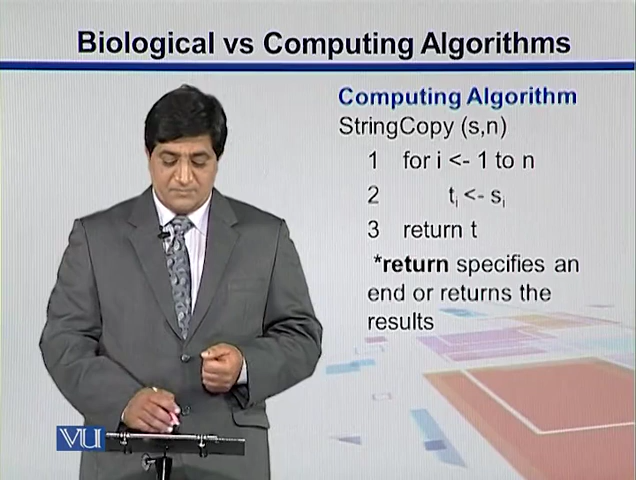 Biological vs Computing Algorithms
Computing Algorithm
StringCopy (s,n)
1 for i <- 1 to n
2 tᵢ <- sᵢ
3 return t
*return specifies an
end or returns the
results
VU